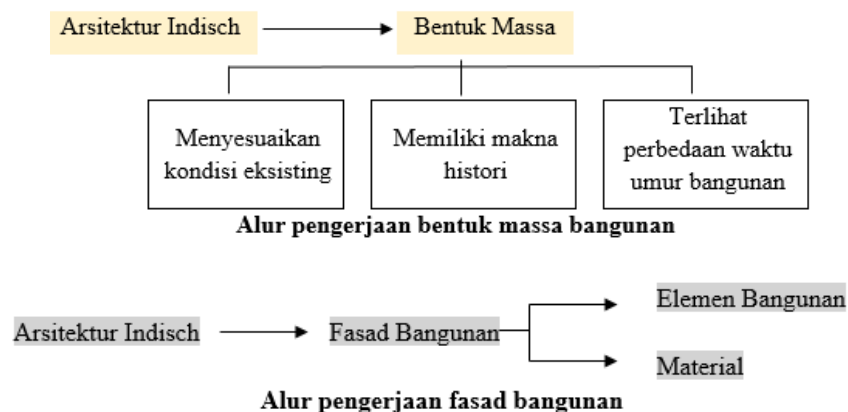 Arsitektur Indisch
Bentuk Massa
Menyesuaikan
kondisi eksisting
Memiliki makna
histori
Terlihat
perbedaan waktu
umur bangunan
Alur pengerjaan bentuk massa bangunan
Arsitektur Indisch
Fasad Bangunan
Elemen Bangunan
Material
Alur pengerjaan fasad bangunan